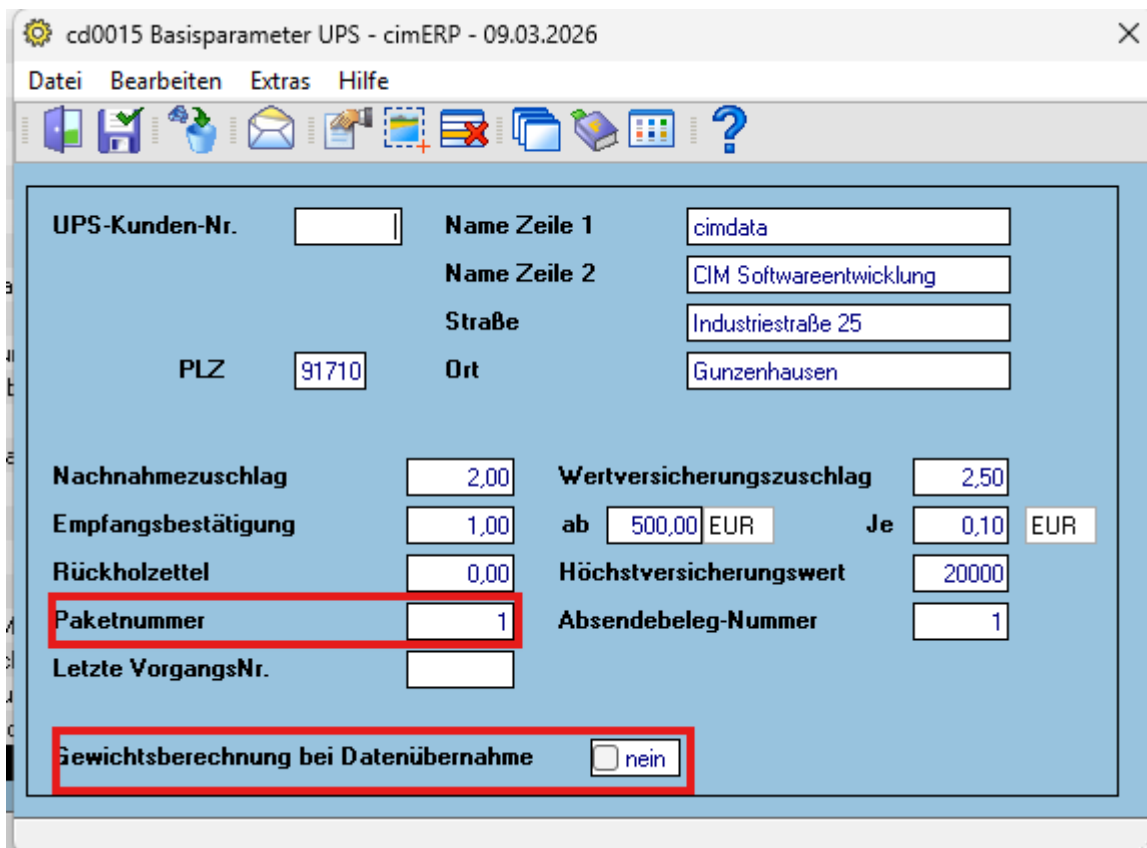 cd0015 Basisparameter UPS - cimERP - 09.03.2026
Datei Bearbeiten Extras Hilfe
UPS-Kunden-Nr. Name Zeile 1 cimdata
Name Zeile 2 CIM Softwareentwicklung
Straße Industriestraße 25
PLZ 91710 Ort Gunzenhausen
Nachnahmezuschlag 2,00 Wertversicherungszuschlag 2,50
Empfangsbestätigung 1,00 ab 500,00 EUR Je 0,10 EUR
Rückholzettel 0,00 Höchstversicherungswert 20000
Paketnummer 1 Absendebeleg-Nummer 1
Letzte VorgangsNr.
Gewichtsberechnung bei Datenübernahme nein